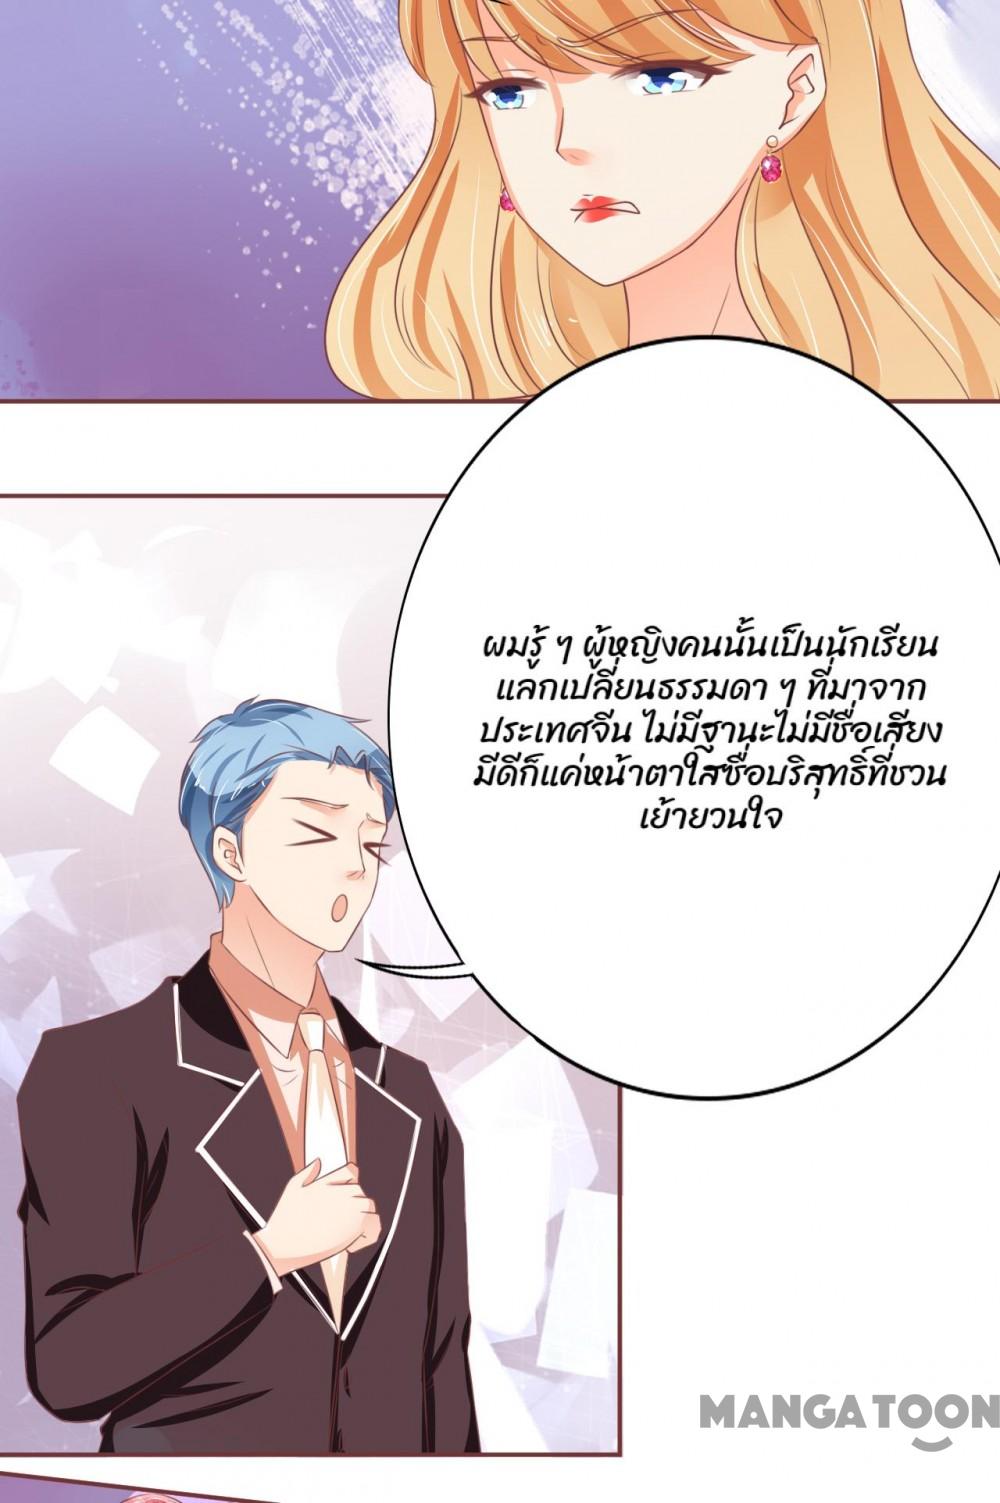 ผมรู้ ๆ ผู้หญิงคนนั้นเป็นนักเรียน
แลกเปลี่ยนธรรมดา ๆ ที่มาจาก
ประเทศจีน ไม่มีฐานะไม่มีชื่อเสียง
มีดีก็แค่หน้าตาใสซื่อบริสุทธิ์ที่ชวน
เย้ายวนใจ
MANGATOON